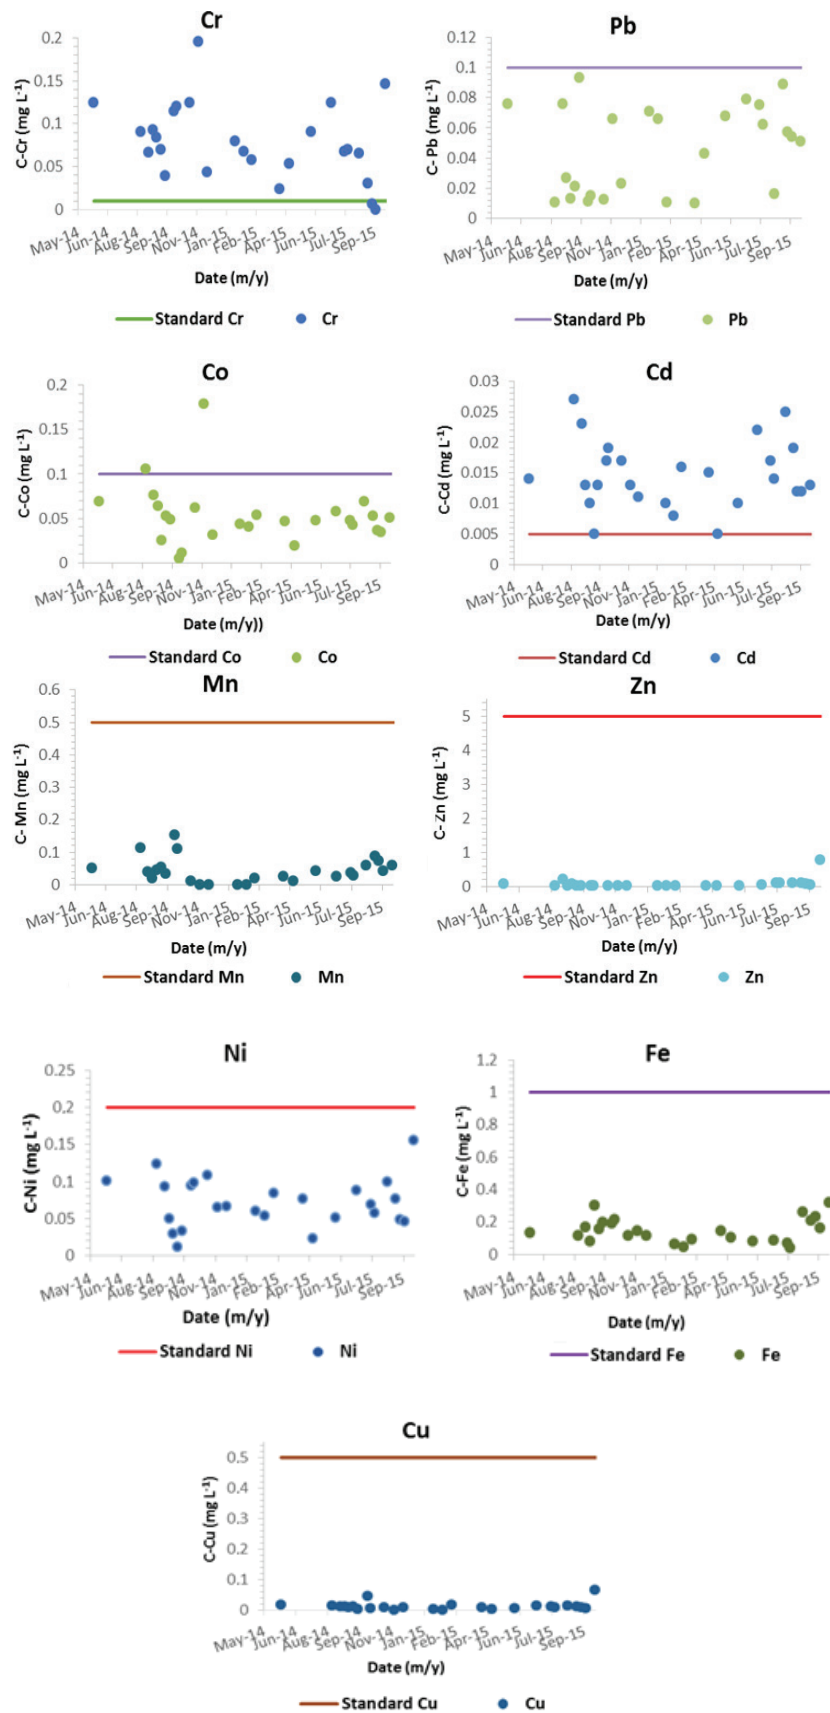 Cr
C-Cr (mg L-1)
0.2
0.15
0.1
0.05
0
May-14 Jun-14 Aug-14 Sep-14 Nov-14 Jan-15 Feb-15 Apr-15 Jun-15 Jul-15 Sep-15
Date (m/y)
Standard Cr Cr
Pb
C- Pb (mg L-1)
0.12
0.1
0.08
0.06
0.04
0.02
0
May-14 Jun-14 Aug-14 Sep-14 Nov-14 Jan-15 Feb-15 Apr-15 Jun-15 Jul-15 Sep-15
Date (m/y)
Standard Pb Pb
Co
C-Co (mg L-1)
0.2
0.15
0.1
0.05
0
May-14 Jun-14 Aug-14 Sep-14 Nov-14 Jan-15 Feb-15 Apr-15 Jun-15 Jul-15 Sep-15
Date (m/y))
Standard Co Co
Cd
C-Cd (mg L-1)
0.03
0.025
0.02
0.015
0.01
0.005
0
May-14 Jun-14 Aug-14 Sep-14 Nov-14 Jan-15 Feb-15 Apr-15 Jun-15 Jul-15 Sep-15
Date (m/y)
Standard Cd Cd
Mn
C- Mn (mg L-1)
0.6
0.5
0.4
0.3
0.2
0.1
0
May-14 Jun-14 Aug-14 Sep-14 Nov-14 Jan-15 Feb-15 Apr-15 Jun-15 Jul-15 Sep-15
Date (m/y)
Standard Mn Mn
Zn
C- Zn (mg L-1)
5
4
3
2
1
0
May-14 Jun-14 Aug-14 Sep-14 Nov-14 Jan-15 Feb-15 Apr-15 Jun-15 Jul-15 Sep-15
Date (m/y)
Standard Zn Zn
Ni
C-Ni (mg L-1)
0.25
0.2
0.15
0.1
0.05
0
May-14 Jun-14 Aug-14 Sep-14 Nov-14 Jan-15 Feb-15 Apr-15 Jun-15 Jul-15 Sep-15
Date (m/y)
Standard Ni Ni
Fe
C-Fe (mg L-1)
1.2
1
0.8
0.6
0.4
0.2
0
May-14 Jun-14 Aug-14 Sep-14 Nov-14 Jan-15 Feb-15 Apr-15 Jun-15 Jul-15 Sep-15
Date (m/y)
Standard Fe Fe
Cu
C-Cu (mg L-1)
0.5
0.4
0.3
0.2
0.1
0
May-14 Jun-14 Aug-14 Sep-14 Nov-14 Jan-15 Feb-15 Apr-15 Jun-15 Jul-15 Sep-15
Date (m/y)
Standard Cu Cu